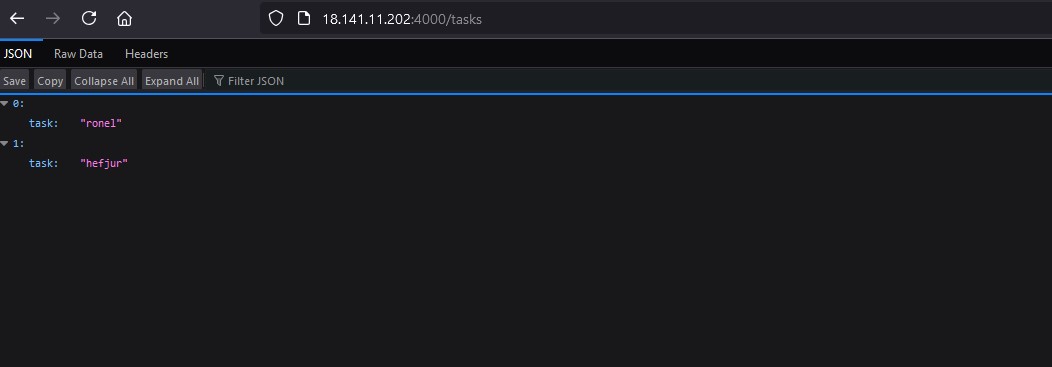 18.141.11.202:4000/tasks
JSON Raw Data Headers
Save Copy Collapse All Expand All Filter JSON
0:
task: "ronel"
1:
task: "hefjur"